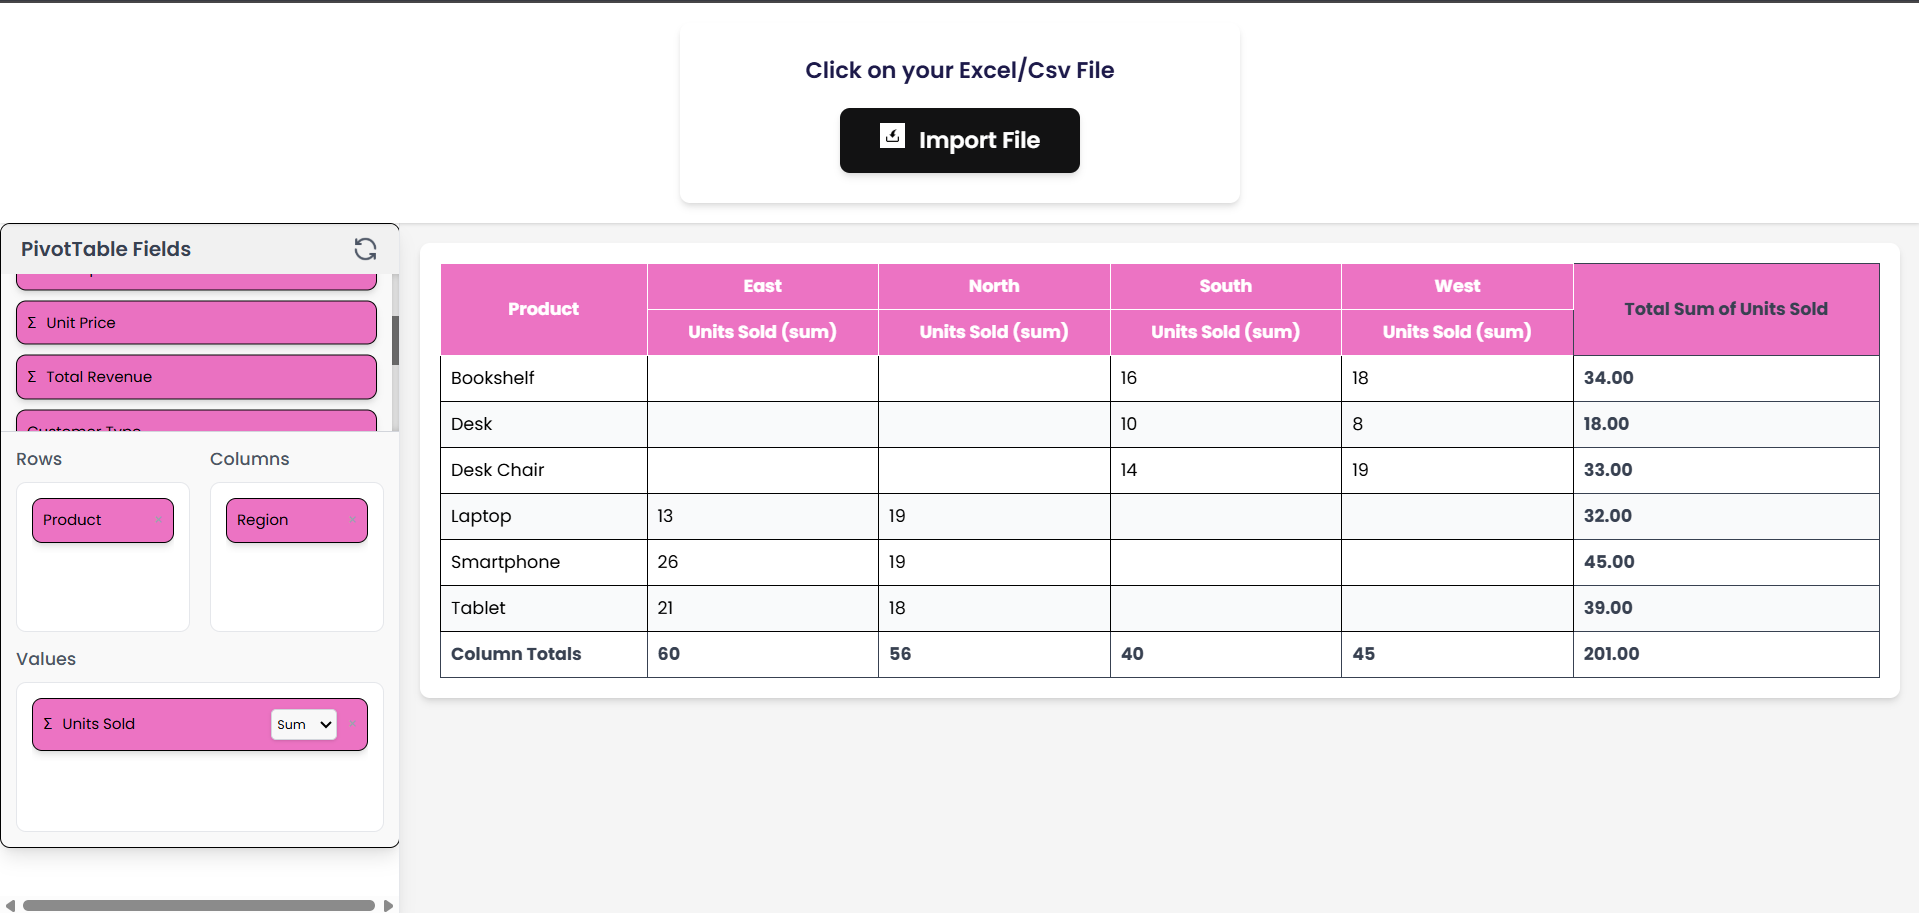 Click on your Excel/Csv File
Import File
PivotTable Fields
Σ Unit Price
Σ Total Revenue
Customer Type
Rows
Columns
Product
Region
Values
Σ Units Sold Sum
Product East North South West Total Sum of Units Sold
Units Sold (sum) Units Sold (sum) Units Sold (sum) Units Sold (sum)
Bookshelf 16 18 34.00
Desk 10 8 18.00
Desk Chair 14 19 33.00
Laptop 13 19 32.00
Smartphone 26 19 45.00
Tablet 21 18 39.00
Column Totals 60 56 40 45 201.00